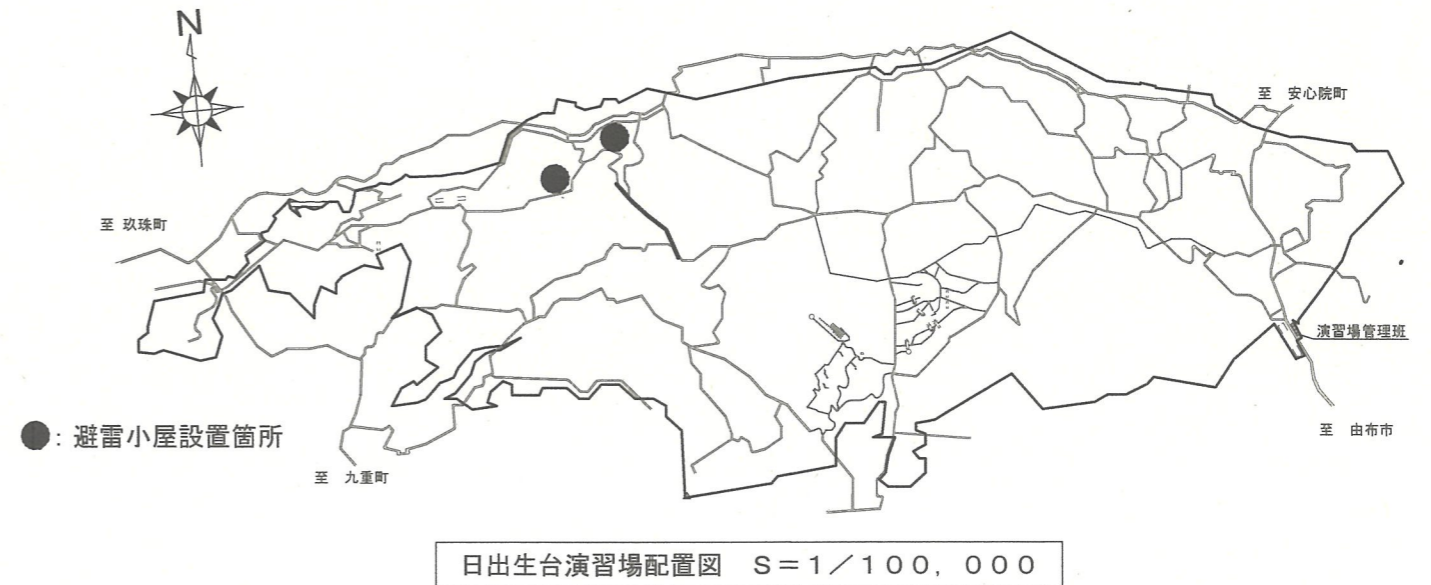 N
至 安心院町
至 玖珠町
演習場管理班
●: 避雷小屋設置箇所
至 由布市
至 九重町
日出生台演習場配置図 S=1/100,000